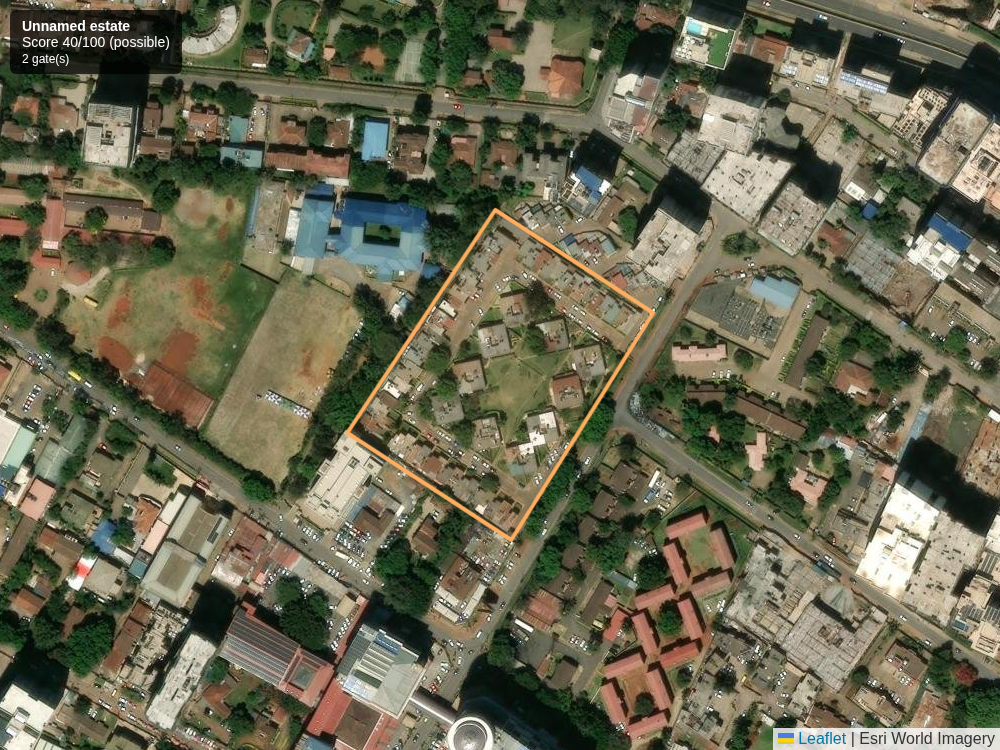 Unnamed estate
Score 40/100 (possible)
2 gate(s)
Leaflet | Esri World Imagery